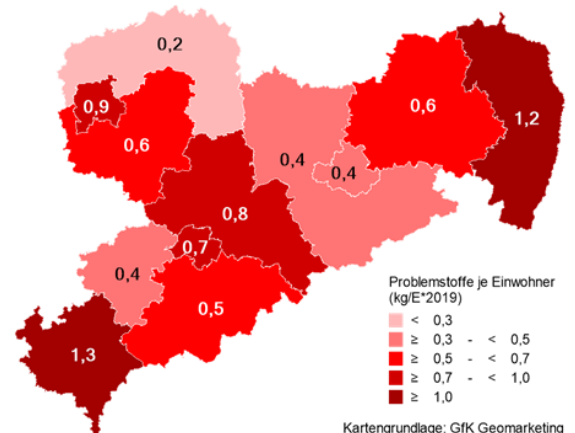 0,2
0,9
0,6
0,6
1,2
0,4
0,4
0,8
0,7
0,4
0,5
1,3
Problemstoffe je Einwohner
(kg/E*2019)
< 0,3
≥ 0,3 - < 0,5
≥ 0,5 - < 0,7
≥ 0,7 - < 1,0
≥ 1,0
Kartengrundlage: GfK Geomarketing